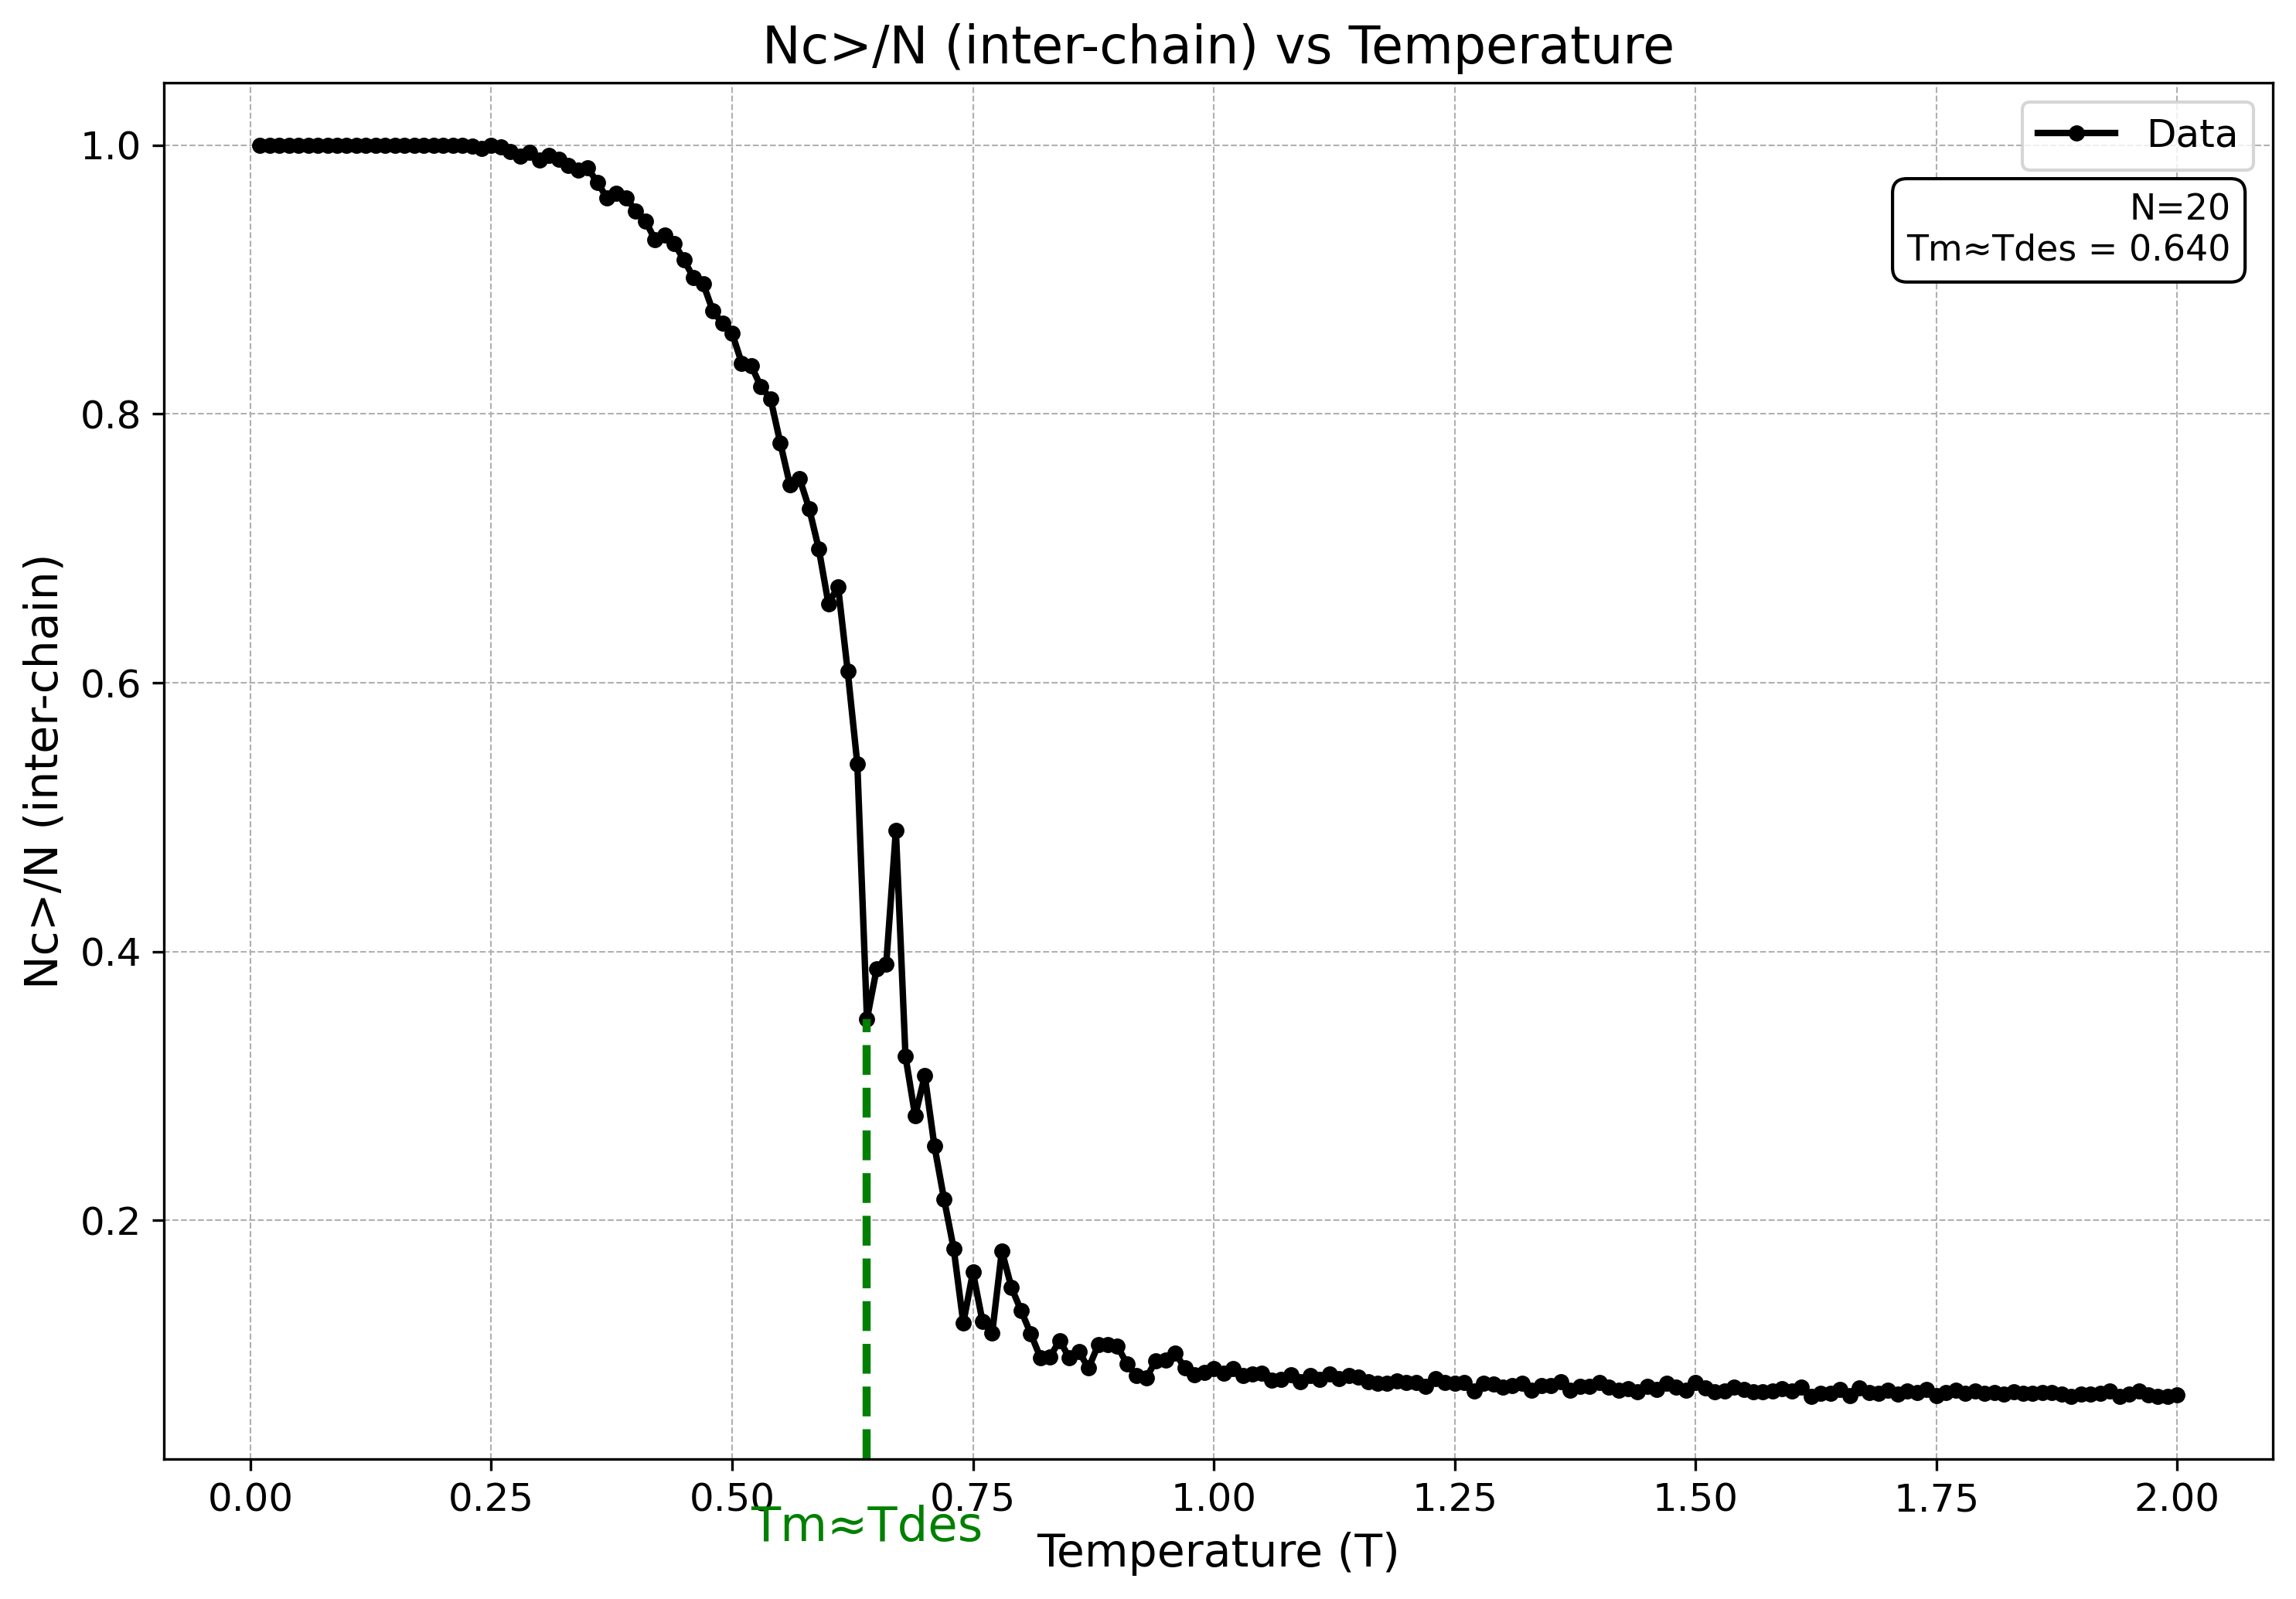 Nc>/N (inter-chain) vs Temperature
Data
N=20
Tm≈Tdes = 0.640
Nc>/N (inter-chain)
1.0
0.8
0.6
0.4
0.2
0.00 0.25 0.50 0.75 1.00 1.25 1.50 1.75 2.00
Tm≈Tdes
Temperature (T)